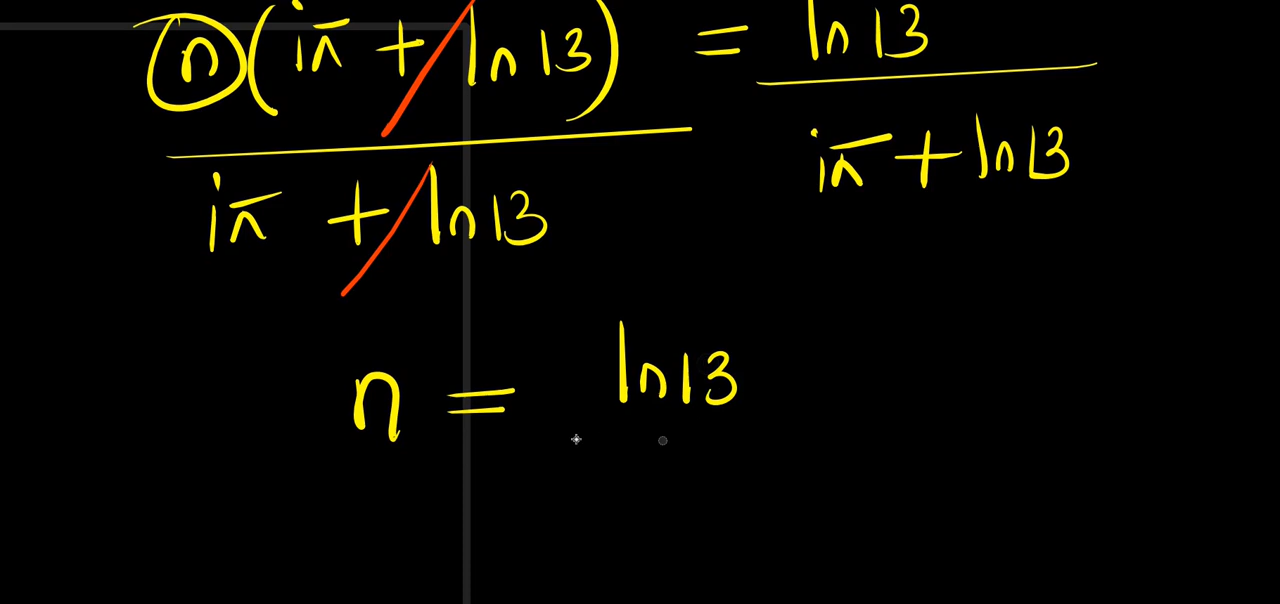 n(iπ + ln13) = ln13
iπ + ln13 iπ + ln13
n = ln13